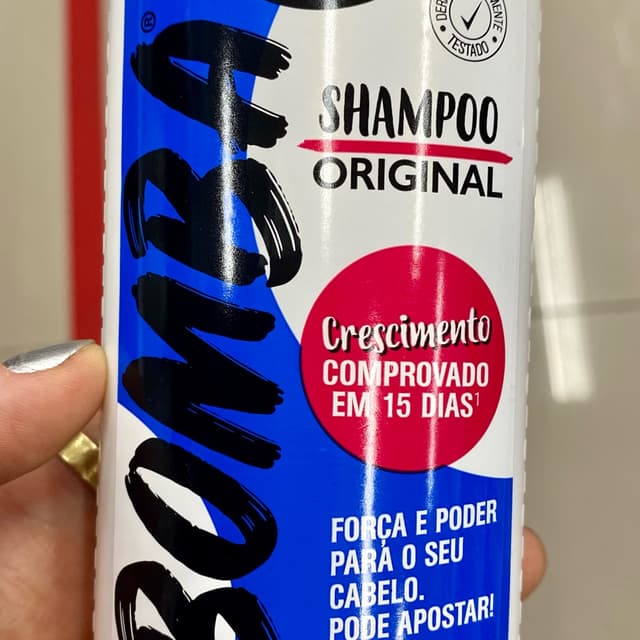 BOMBA
®
TESTADO
SHAMPOO
ORIGINAL
Crescimento
COMPROVADO
EM 15 DIAS¹
FORÇA E PODER
PARA O SEU
CABELO.
PODE APOSTAR!